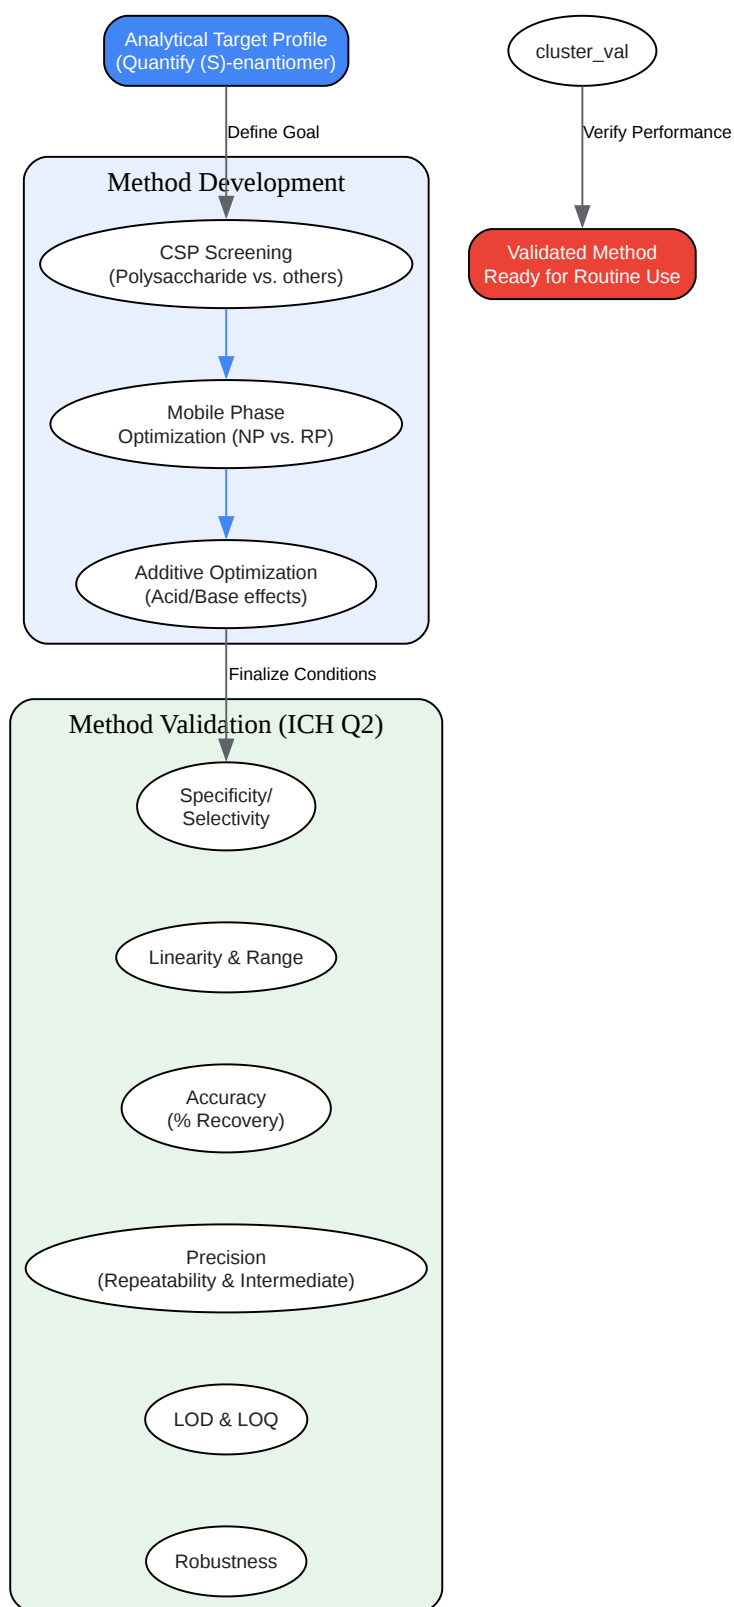 Analytical Target Profile
(Quantify (S)-enantiomer)
cluster_val
Define Goal
Verify Performance
Method Development
CSP Screening
(Polysaccharide vs. others)
Validated Method
Ready for Routine Use
Mobile Phase
Optimization (NP vs. RP)
Additive Optimization
(Acid/Base effects)
Finalize Conditions
Method Validation (ICH Q2)
Specificity/
Selectivity
Linearity & Range
Accuracy
(% Recovery)
Precision
(Repeatability & Intermediate)
LOD & LOQ
Robustness